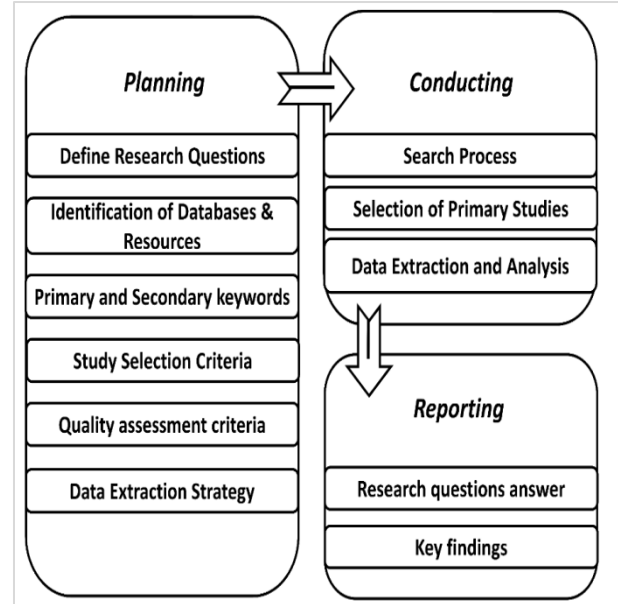 Planning
Define Research Questions
Identification of Databases &
Resources
Primary and Secondary keywords
Study Selection Criteria
Quality assessment criteria
Data Extraction Strategy
Conducting
Search Process
Selection of Primary Studies
Data Extraction and Analysis
Reporting
Research questions answer
Key findings